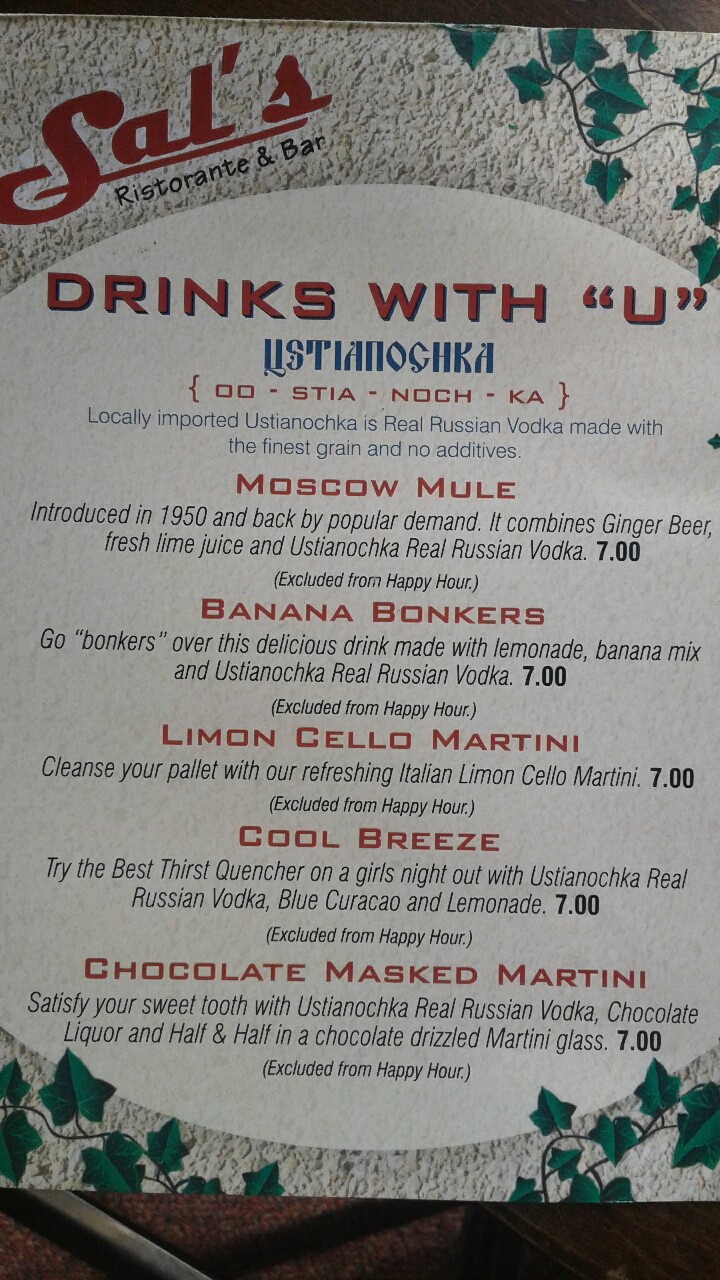 Sal's
Ristorante & Bar
DRINKS WITH "U"
USTIANOCHKA
{ OO - STIA - NOCH - KA }
Locally imported Ustianochka is Real Russian Vodka made with
the finest grain and no additives.
MOSCOW MULE
Introduced in 1950 and back by popular demand. It combines Ginger Beer,
fresh lime juice and Ustianochka Real Russian Vodka. 7.00
(Excluded from Happy Hour.)
BANANA BONKERS
Go "bonkers" over this delicious drink made with lemonade, banana mix
and Ustianochka Real Russian Vodka. 7.00
(Excluded from Happy Hour.)
LIMON CELLO MARTINI
Cleanse your pallet with our refreshing Italian Limon Cello Martini. 7.00
(Excluded from Happy Hour.)
COOL BREEZE
Try the Best Thirst Quencher on a girls night out with Ustianochka Real
Russian Vodka, Blue Curacao and Lemonade. 7.00
(Excluded from Happy Hour.)
CHOCOLATE MASKED MARTINI
Satisfy your sweet tooth with Ustianochka Real Russian Vodka, Chocolate
Liquor and Half & Half in a chocolate drizzled Martini glass. 7.00
(Excluded from Happy Hour.)